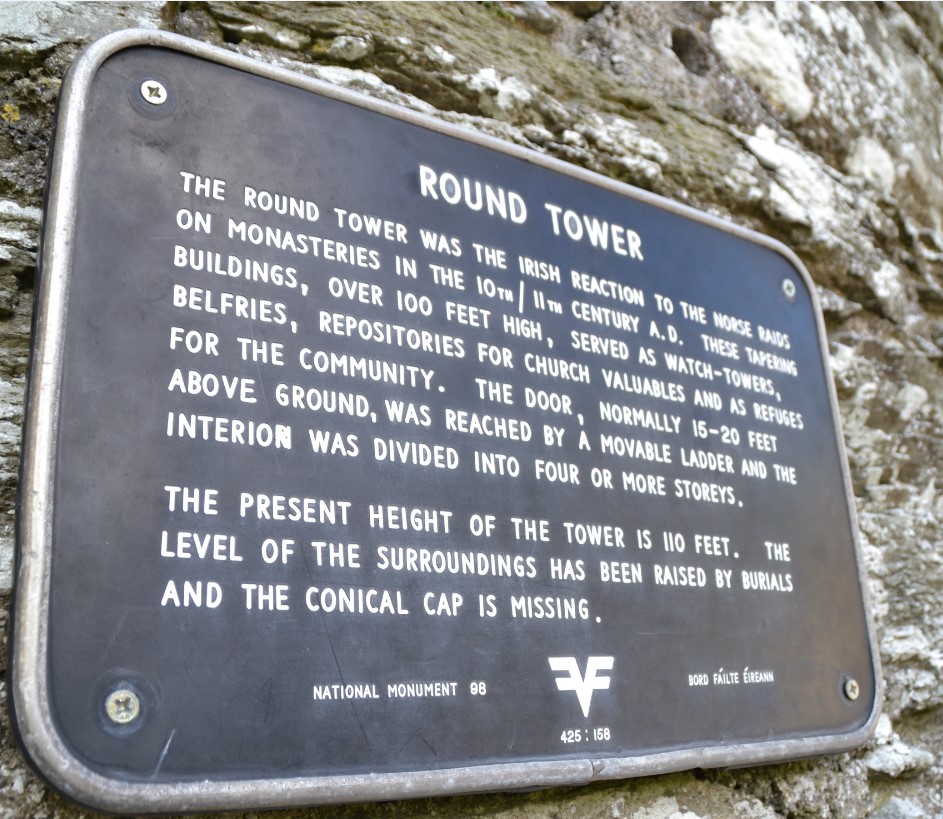 ROUND TOWER
THE ROUND TOWER WAS THE IRISH REACTION TO THE NORSE RAIDS
ON MONASTERIES IN THE 10TH / 11TH CENTURY A.D. THESE TAPERING
BUILDINGS, OVER 100 FEET HIGH, SERVED AS WATCH-TOWERS,
BELFRIES, REPOSITORIES FOR CHURCH VALUABLES AND AS REFUGES
FOR THE COMMUNITY. THE DOOR, NORMALLY 15-20 FEET
ABOVE GROUND, WAS REACHED BY A MOVABLE LADDER AND THE
INTERIOR WAS DIVIDED INTO FOUR OR MORE STOREYS.
THE PRESENT HEIGHT OF THE TOWER IS 110 FEET. THE
LEVEL OF THE SURROUNDINGS HAS BEEN RAISED BY BURIALS
AND THE CONICAL CAP IS MISSING.
NATIONAL MONUMENT 98
BORD FÁILTE ÉIREANN
425 : 158